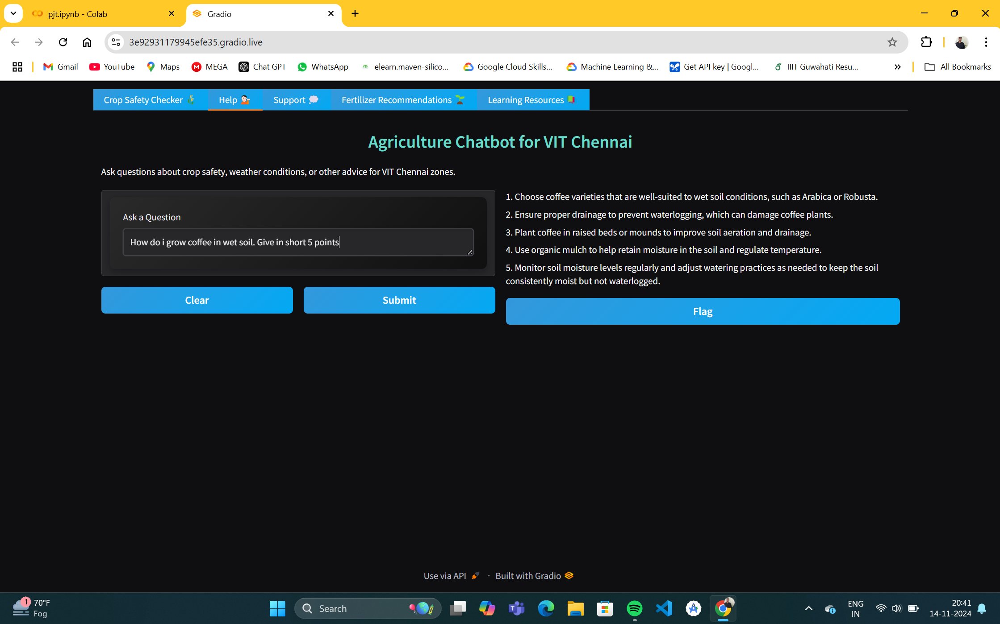 pjt.ipynb - Colab
Gradio
3e92931179945efe35.gradio.live
Gmail
YouTube
Maps
MEGA
Chat GPT
WhatsApp
elearn.maven-silico...
Google Cloud Skills...
Machine Learning &...
Get API key | Googl...
IIIT Guwahati Resu...
All Bookmarks
Crop Safety Checker
Help
Support
Fertilizer Recommendations
Learning Resources
Agriculture Chatbot for VIT Chennai
Ask questions about crop safety, weather conditions, or other advice for VIT Chennai zones.
Ask a Question
How do i grow coffee in wet soil. Give in short 5 points
Clear
Submit
1. Choose coffee varieties that are well-suited to wet soil conditions, such as Arabica or Robusta.
2. Ensure proper drainage to prevent waterlogging, which can damage coffee plants.
3. Plant coffee in raised beds or mounds to improve soil aeration and drainage.
4. Use organic mulch to help retain moisture in the soil and regulate temperature.
5. Monitor soil moisture levels regularly and adjust watering practices as needed to keep the soil
consistently moist but not waterlogged.
Flag
Use via API · Built with Gradio
1
70°F
Fog
Search
ENG
IN
20:41
14-11-2024